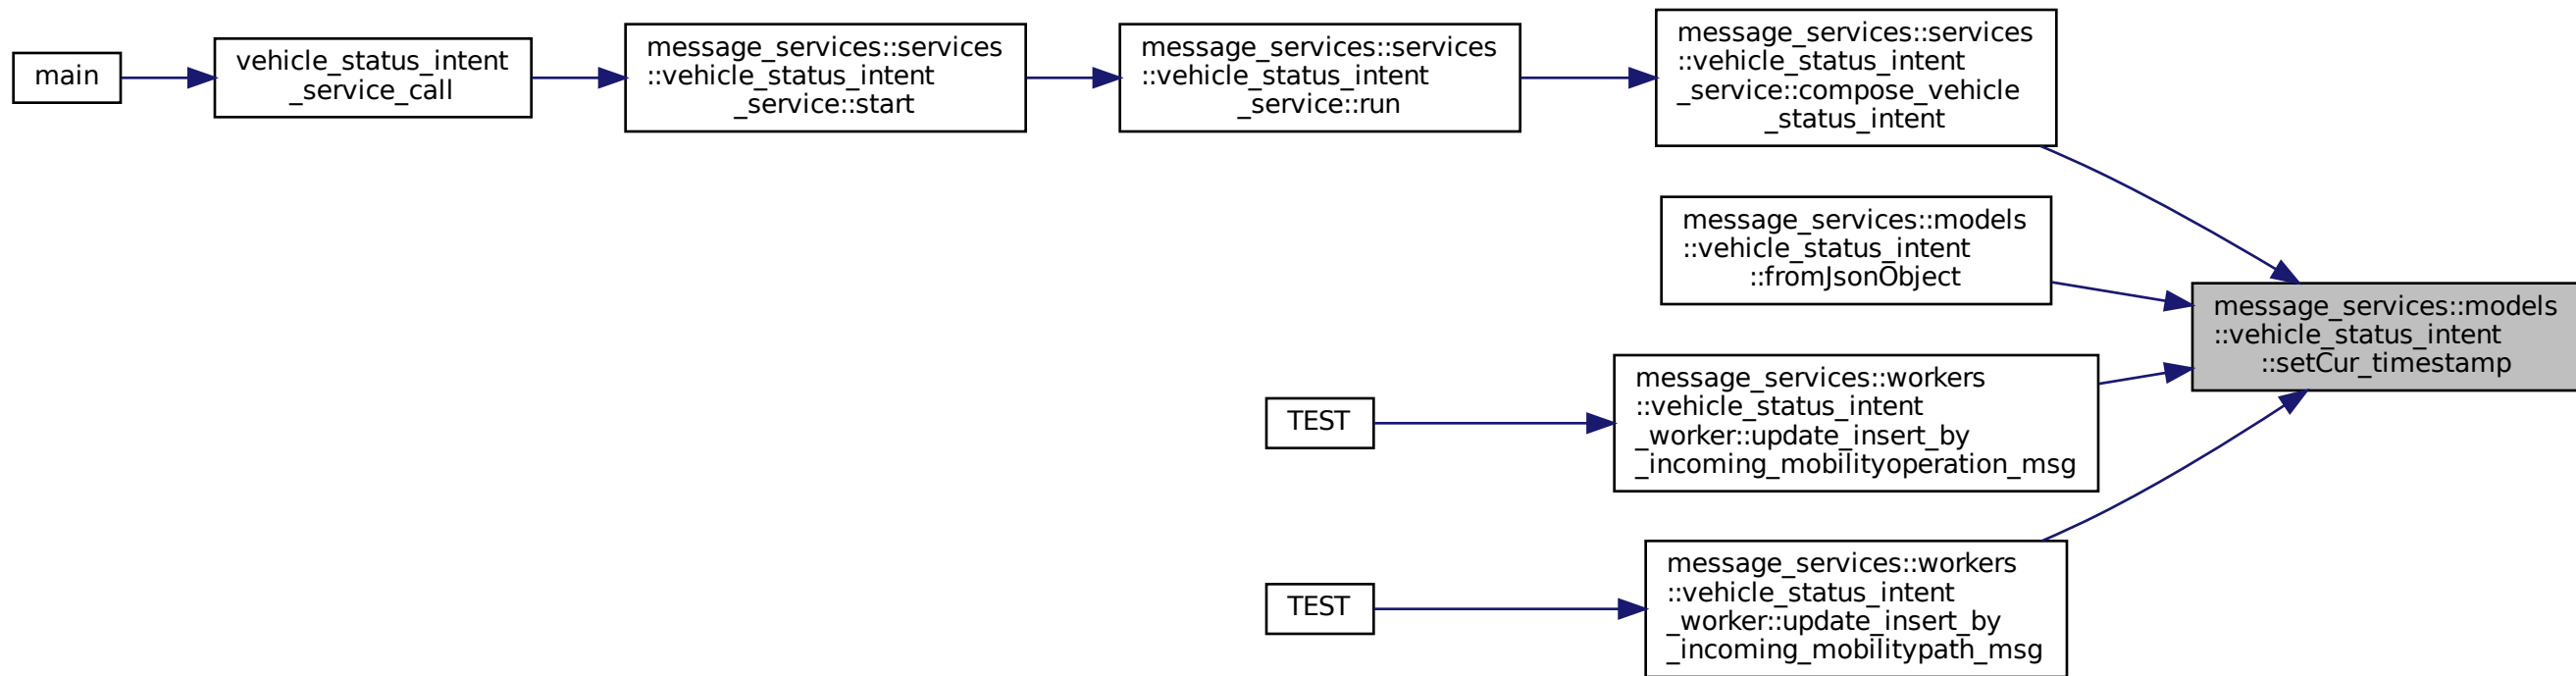 main
vehicle_status_intent
_service_call
message_services::services
::vehicle_status_intent
_service::start
message_services::services
::vehicle_status_intent
_service::run
message_services::services
::vehicle_status_intent
_service::compose_vehicle
_status_intent
message_services::models
::vehicle_status_intent
::fromJsonObject
message_services::models
::vehicle_status_intent
::setCur_timestamp
TEST
message_services::workers
::vehicle_status_intent
_worker::update_insert_by
_incoming_mobilityoperation_msg
TEST
message_services::workers
::vehicle_status_intent
_worker::update_insert_by
_incoming_mobilitypath_msg